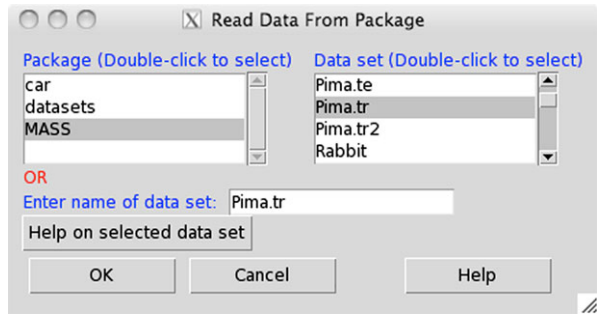 X Read Data From Package
Package (Double-click to select) Data set (Double-click to select)
car Pima.te
datasets Pima.tr
MASS Pima.tr2
Rabbit
OR
Enter name of data set: Pima.tr
Help on selected data set
OK Cancel Help